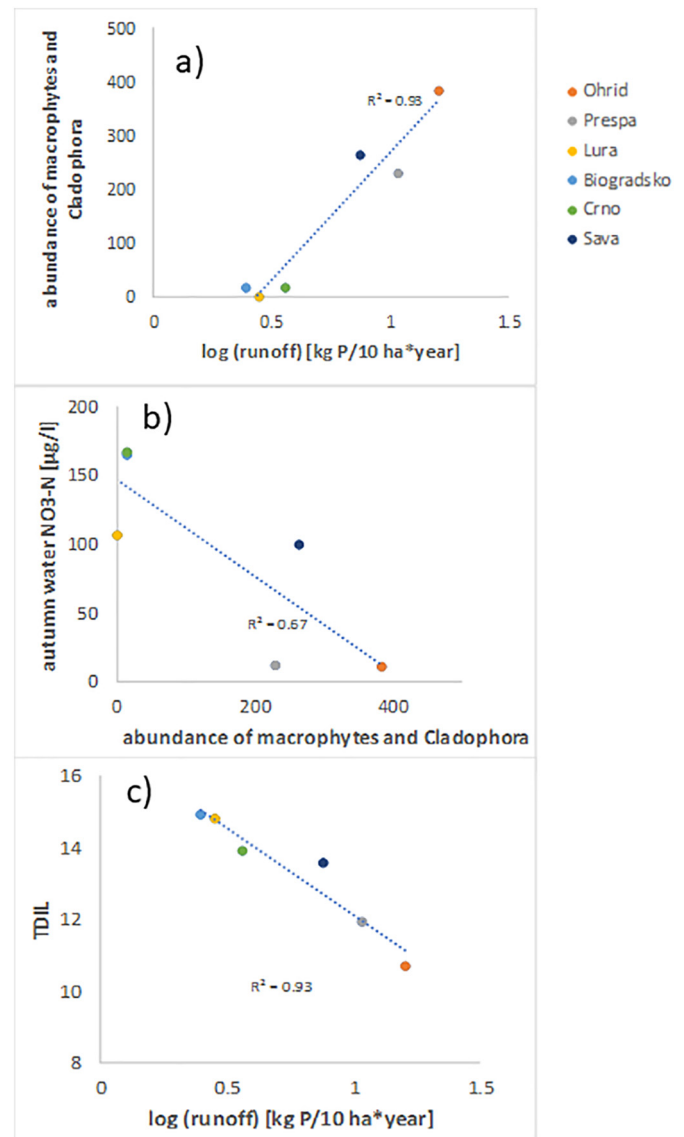 a)
500
400
300
200
100
0
abundance of macrophytes and
Cladophora
R² = 0.93
0 0.5 1 1.5
log (runoff) [kg P/10 ha*year]
Ohrid
Prespa
Lura
Biogradsko
Crno
Sava
b)
200
150
100
50
0
autumn water NO3-N [µg/l]
R² = 0.67
0 200 400
abundance of macrophytes and Cladophora
c)
16
14
12
10
8
TDIL
R² = 0.93
0 0.5 1 1.5
log (runoff) [kg P/10 ha*year]